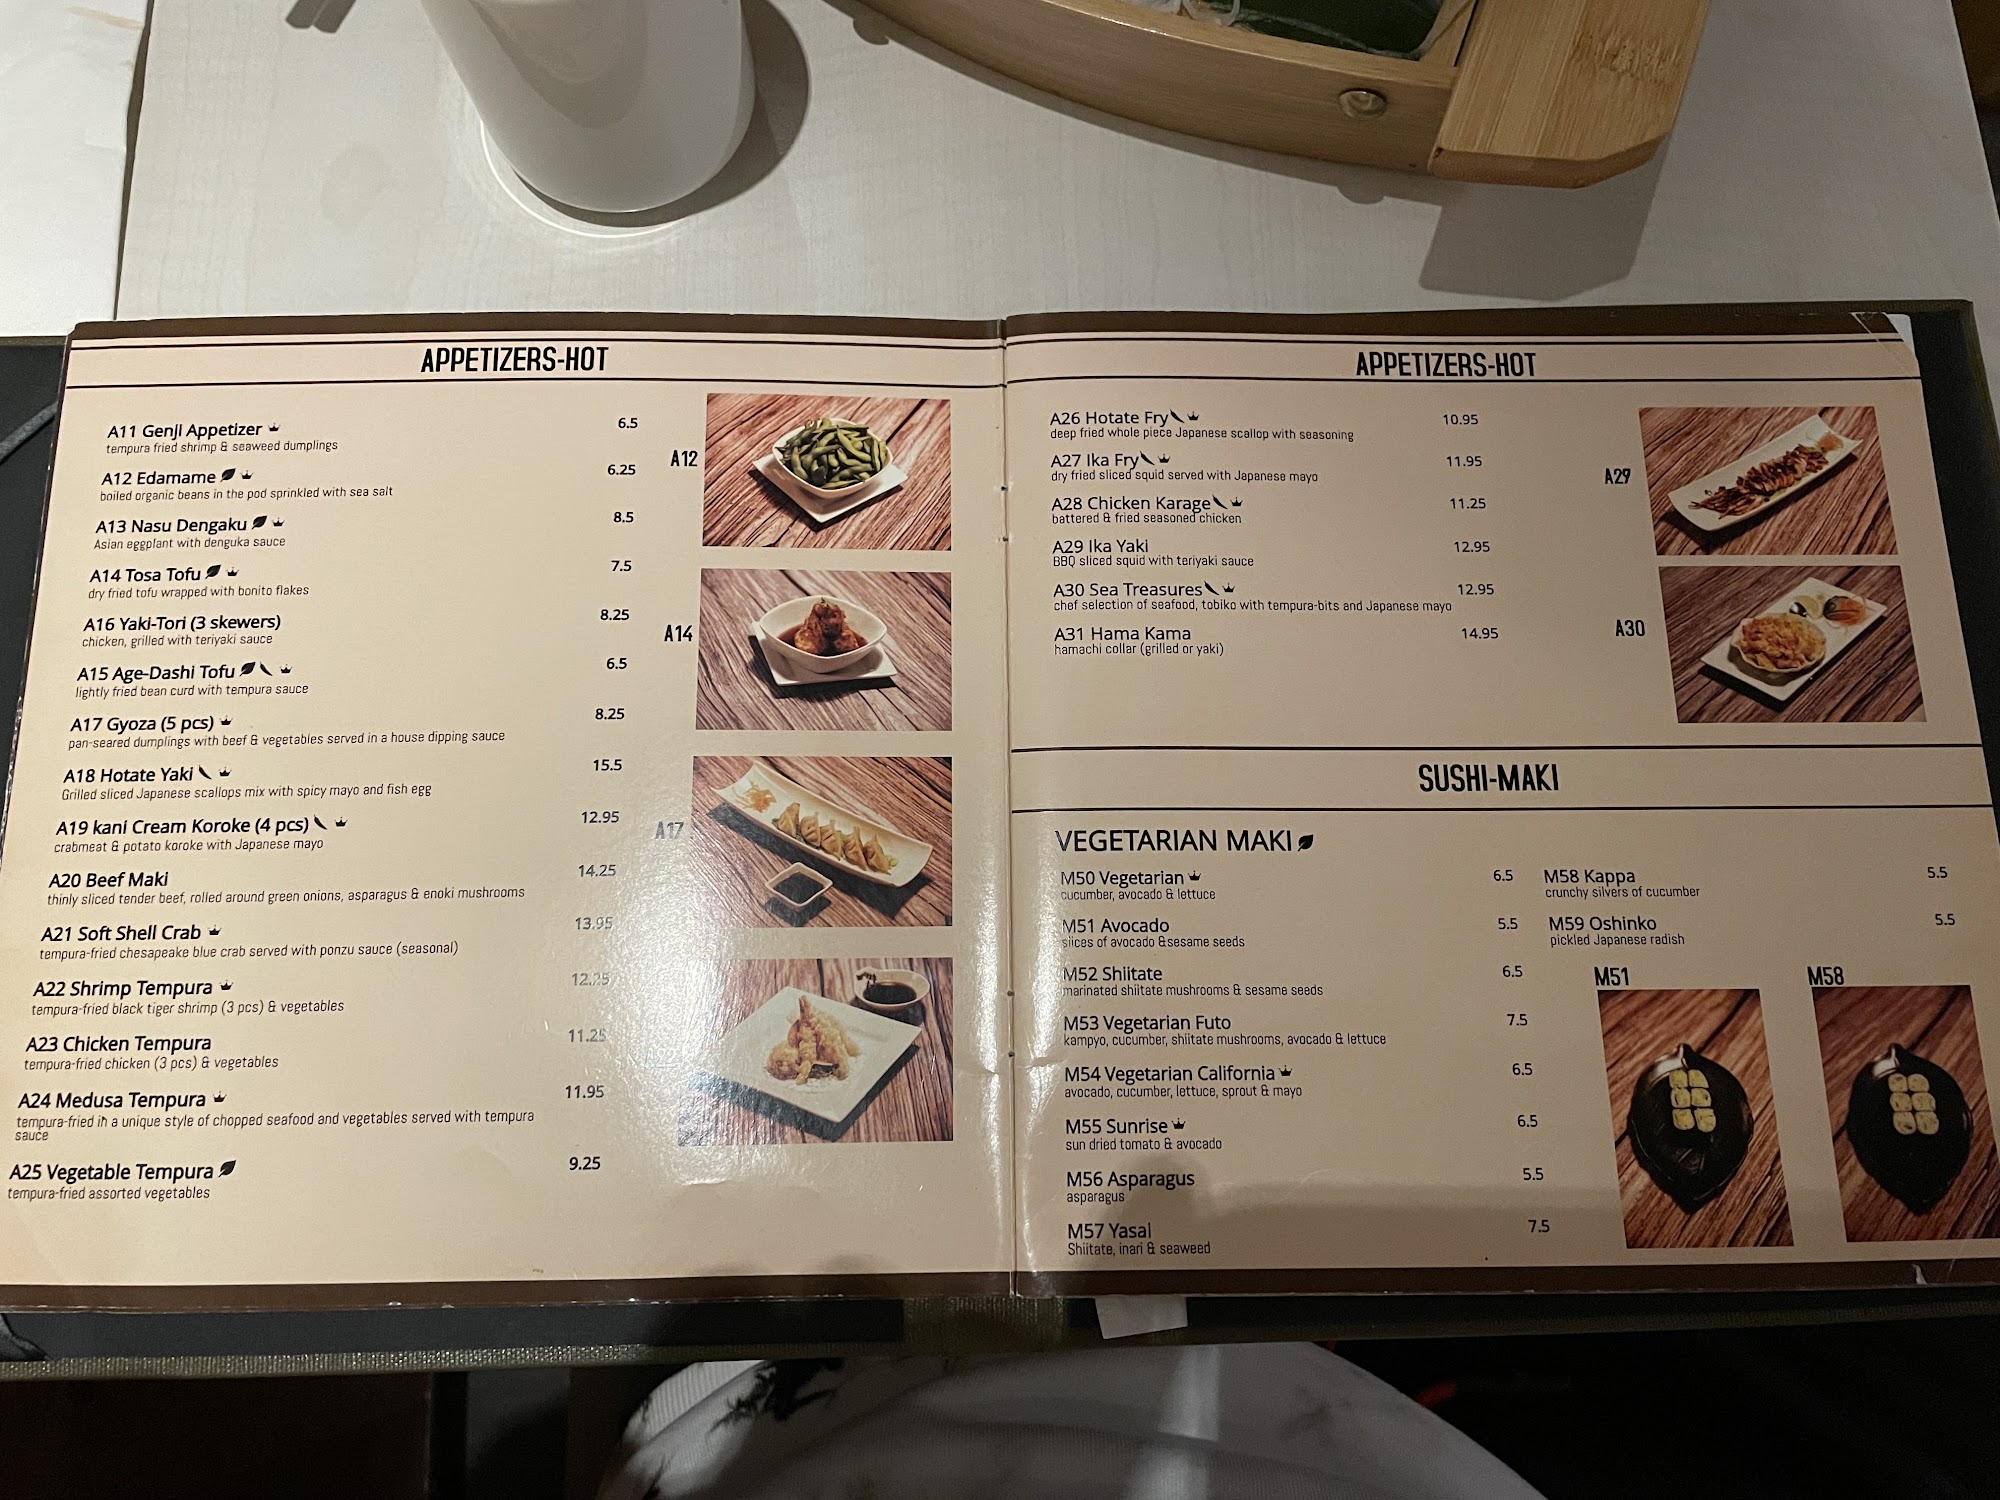 APPETIZERS-HOT
A11 Genji Appetizer 6.5
tempura fried shrimp & seaweed dumplings
A12 Edamame 6.25
boiled organic beans in the pod sprinkled with sea salt
A13 Nasu Dengaku 8.5
Asian eggplant with denguka sauce
A14 Tosa Tofu 7.5
dry fried tofu wrapped with bonito flakes
A16 Yaki-Tori (3 skewers) 8.25
chicken, grilled with teriyaki sauce
A15 Age-Dashi Tofu 6.5
lightly fried bean curd with tempura sauce
A17 Gyoza (5 pcs) 8.25
pan-seared dumplings with beef & vegetables served in a house dipping sauce
A18 Hotate Yaki 15.5
Grilled sliced Japanese scallops mix with spicy mayo and fish egg
A19 kani Cream Koroke (4 pcs) 12.95
crabmeat & potato koroke with Japanese mayo
A20 Beef Maki 14.25
thinly sliced tender beef, rolled around green onions, asparagus & enoki mushrooms
A21 Soft Shell Crab 13.95
tempura-fried chesapeake blue crab served with ponzu sauce (seasonal)
A22 Shrimp Tempura 12.25
tempura-fried black tiger shrimp (3 pcs) & vegetables
A23 Chicken Tempura 11.25
tempura-fried chicken (3 pcs) & vegetables
A24 Medusa Tempura 11.95
tempura-fried in a unique style of chopped seafood and vegetables served with tempura
sauce
A25 Vegetable Tempura 9.25
tempura-fried assorted vegetables
A12
A14
A17
A22
APPETIZERS-HOT
A26 Hotate Fry 10.95
deep fried whole piece Japanese scallop with seasoning
A27 Ika Fry 11.95
dry fried sliced squid served with Japanese mayo
A28 Chicken Karage 11.25
battered & fried seasoned chicken
A29 Ika Yaki 12.95
BBQ sliced squid with teriyaki sauce
A30 Sea Treasures 12.95
chef selection of seafood, tobiko with tempura-bits and Japanese mayo
A31 Hama Kama 14.95
hamachi collar (grilled or yaki)
A29
A30
SUSHI-MAKI
VEGETARIAN MAKI
M50 Vegetarian 6.5
cucumber, avocado & lettuce
M51 Avocado 5.5
slices of avocado & sesame seeds
M52 Shiitate 6.5
marinated shiitate mushrooms & sesame seeds
M53 Vegetarian Futo 7.5
kampyo, cucumber, shiitate mushrooms, avocado & lettuce
M54 Vegetarian California 6.5
avocado, cucumber, lettuce, sprout & mayo
M55 Sunrise 6.5
sun dried tomato & avocado
M56 Asparagus 5.5
asparagus
M57 Yasai 7.5
Shiitate, inari & seaweed
M58 Kappa 5.5
crunchy silvers of cucumber
M59 Oshinko 5.5
pickled Japanese radish
M51
M58